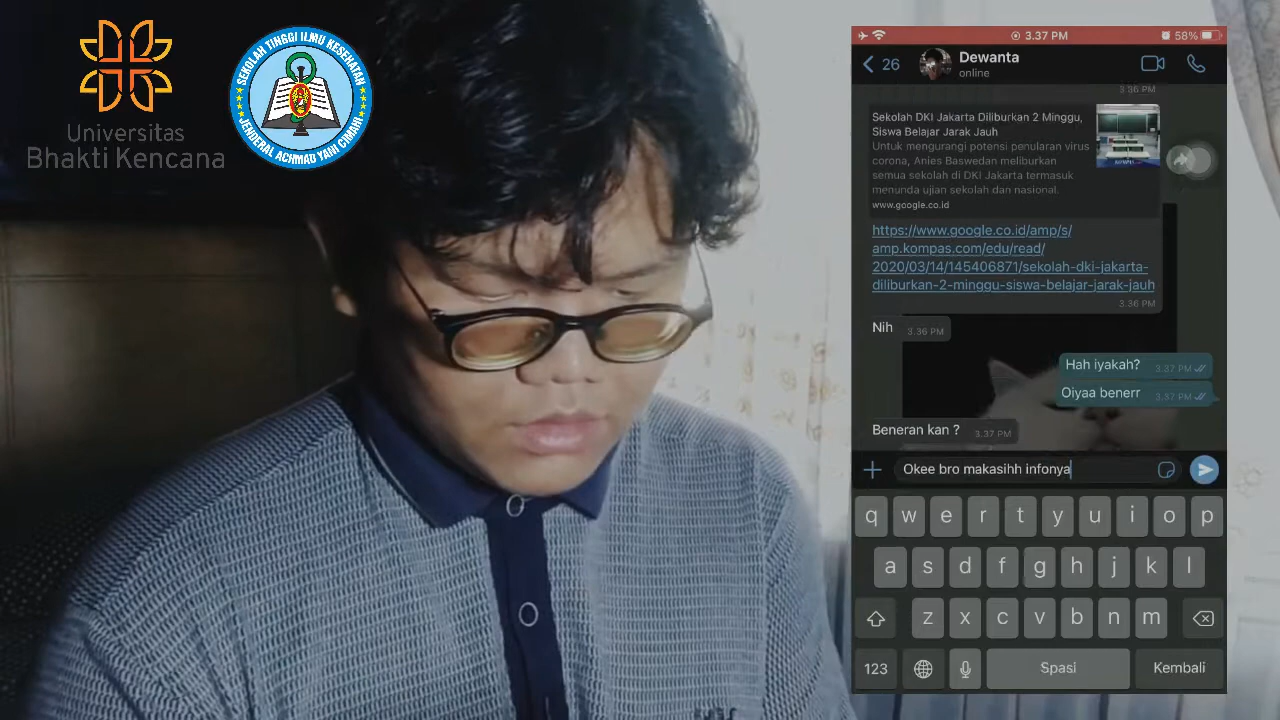 Universitas
Bhakti Kencana
SEKOLAH TINGGI ILMU KESEHATAN
JENDERAL ACHMAD YANI CIMAHI
3.37 PM
58%
26
Dewanta
online
3.36 PM
Sekolah DKI Jakarta Diliburkan 2 Minggu,
Siswa Belajar Jarak Jauh
Untuk mengurangi potensi penularan virus
corona, Anies Baswedan meliburkan
semua sekolah di DKI Jakarta termasuk
menunda ujian sekolah dan nasional.
www.google.co.id
https://www.google.co.id/amp/s/
amp.kompas.com/edu/read/
2020/03/14/145406871/sekolah-dki-jakarta-
diliburkan-2-minggu-siswa-belajar-jarak-jauh
3.36 PM
Nih 3.36 PM
Hah iyakah? 3.37 PM
Oiyaa benerr 3.37 PM
Beneran kan ? 3.37 PM
Okee bro makasihh infonya
q w e r t y u i o p
a s d f g h j k l
z x c v b n m
123 Spasi Kembali